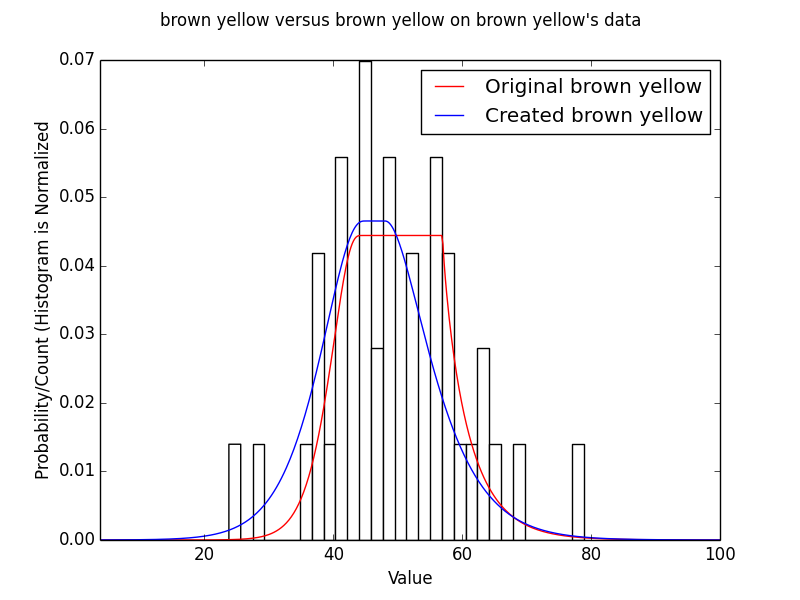 brown yellow versus brown yellow on brown yellow's data
Probability/Count (Histogram is Normalized
0.07
0.06
0.05
0.04
0.03
0.02
0.01
0.00
Original brown yellow
Created brown yellow
20
40
60
80
100
Value